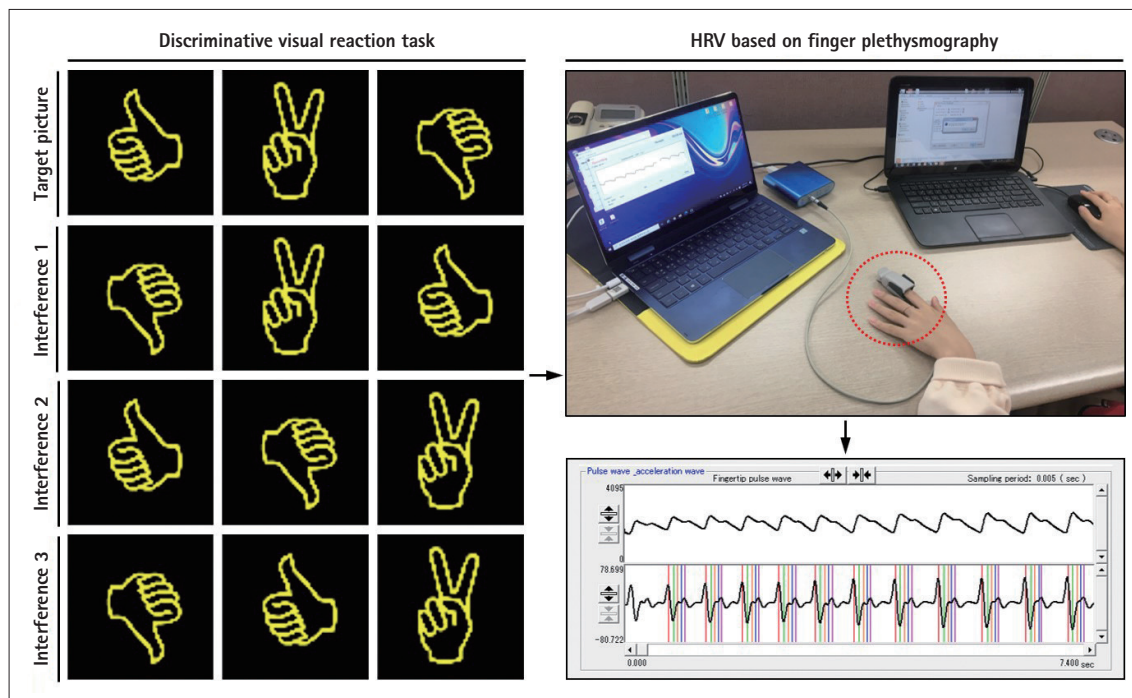 Discriminative visual reaction task
HRV based on finger plethysmography
Target picture
Interference 1
Interference 2
Interference 3
Pulse wave _acceleration wave
Fingertip pulse wave
Sampling period: 0.005 ( sec )
4095
0
78.699
-80.722
0.000
7.400 sec